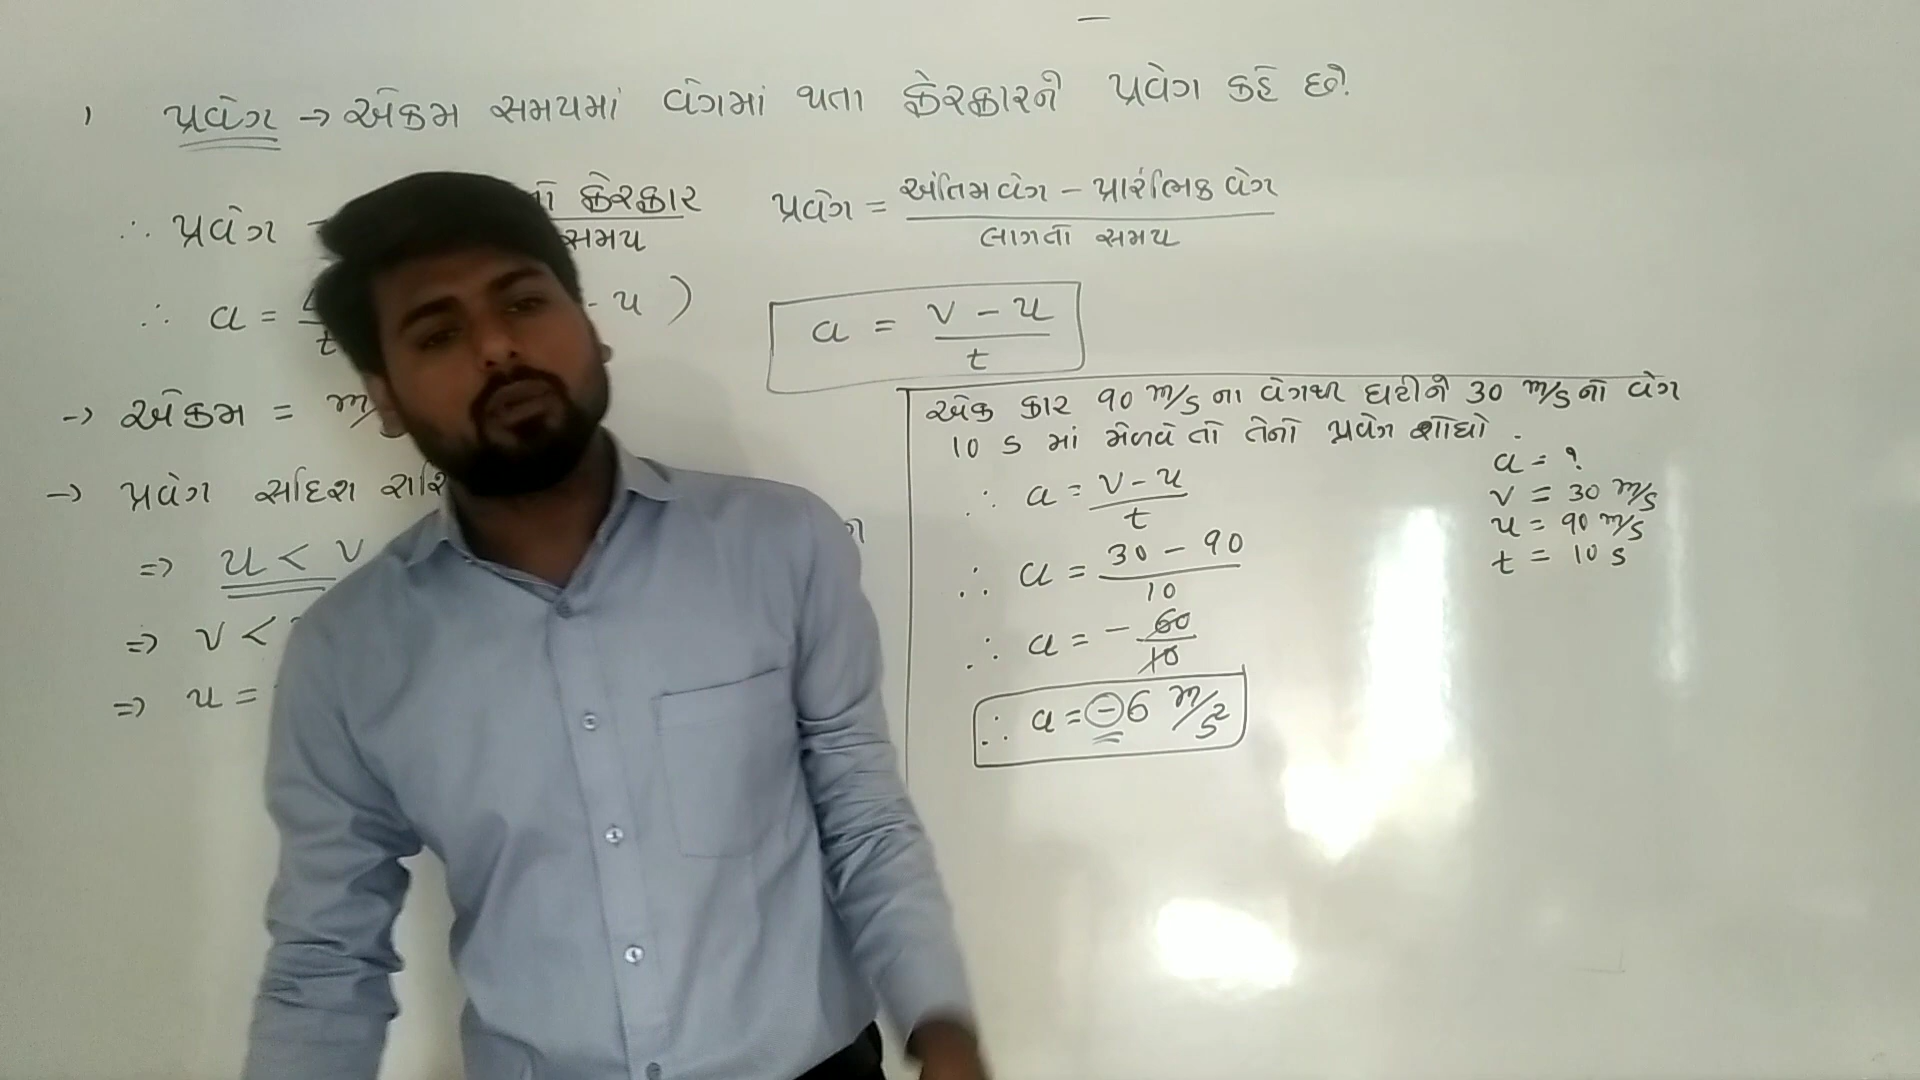 પ્રવેગ → એકમ સમયમાં વેગમાં થતા ફેરફારને પ્રવેગ કહે છે.
∴ પ્રવેગ ફેરફાર
સમય
પ્રવેગ = અંતિમવેગ - પ્રારંભિક વેગ
લાગતો સમય
∴ a =
t
- u )
a = v - u
t
→ એકમ = m/
→ પ્રવેગ સદિશ
⇒ u < v
⇒ v <
⇒ u =
એક કાર 90 m/s ના વેગથી ઘટીને 30 m/s નો વેગ
10 s માં મેળવે તો તેનો પ્રવેગ શોધો.
a = ?
v = 30 m/s
u = 90 m/s
t = 10 s
∴ a = v - u
t
∴ a = 30 - 90
10
∴ a = - 60
10
∴ a = -6 m/s²